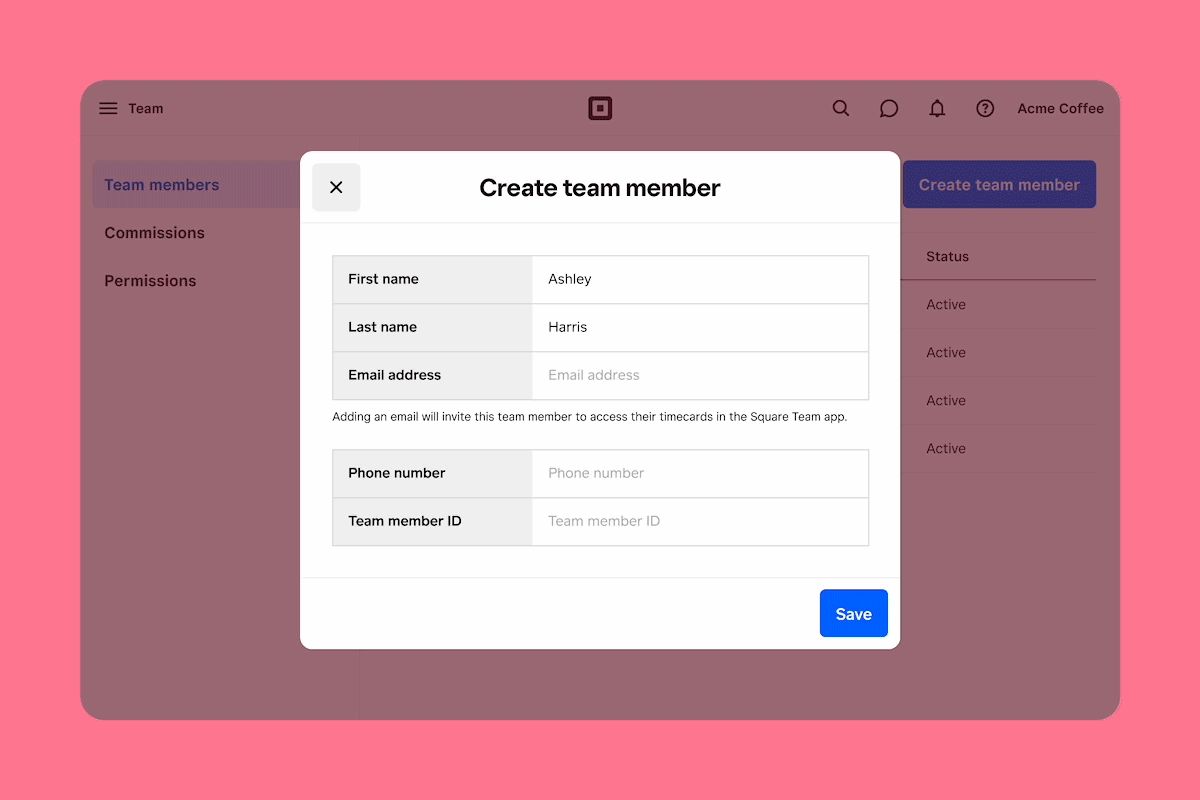 Team
Acme Coffee
Team members
Commissions
Permissions
Create team member
Status
Active
Active
Active
Active
Create team member
First name Ashley
Last name Harris
Email address Email address
Adding an email will invite this team member to access their timecards in the Square Team app.
Phone number Phone number
Team member ID Team member ID
Save